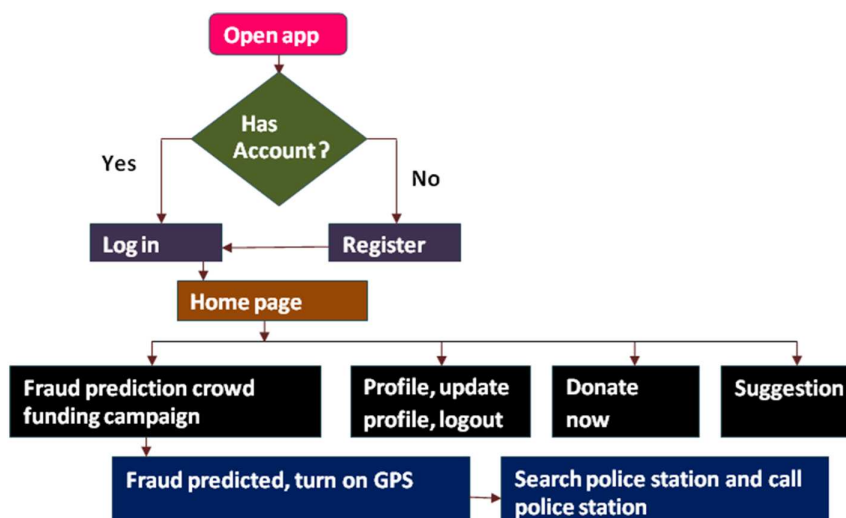 Open app
Has
Account?
Yes
No
Log in
Register
Home page
Fraud prediction crowd
funding campaign
Profile, update
profile, logout
Donate
now
Suggestion
Fraud predicted, turn on GPS
Search police station and call
police station